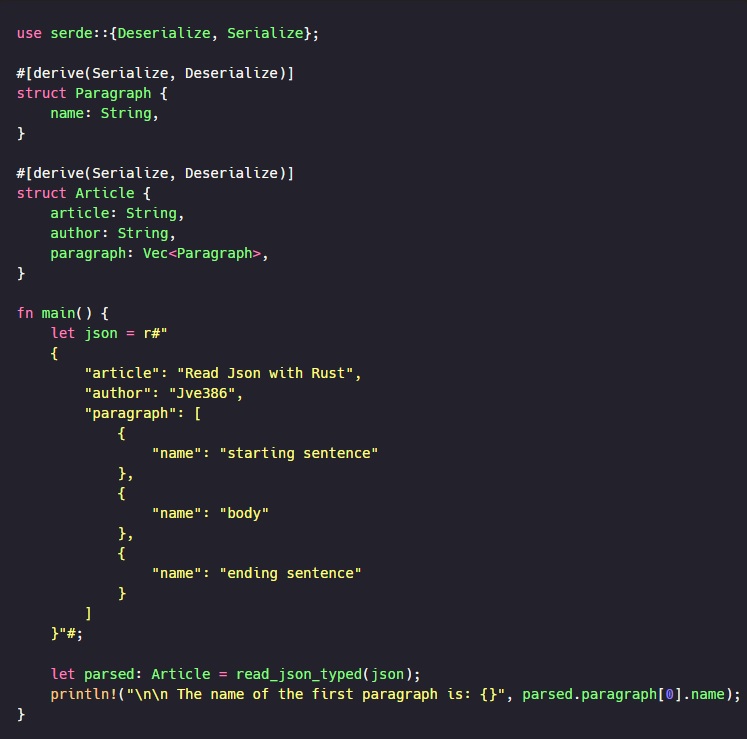 use serde::{Deserialize, Serialize};

#[derive(Serialize, Deserialize)]
struct Paragraph {
    name: String,
}

#[derive(Serialize, Deserialize)]
struct Article {
    article: String,
    author: String,
    paragraph: Vec<Paragraph>,
}

fn main() {
    let json = r#"
    {
        "article": "Read Json with Rust",
        "author": "Jve386",
        "paragraph": [
            {
                "name": "starting sentence"
            },
            {
                "name": "body"
            },
            {
                "name": "ending sentence"
            }
        ]
    }"#;

    let parsed: Article = read_json_typed(json);
    println!("\n\n The name of the first paragraph is: {}", parsed.paragraph[0].name);
}